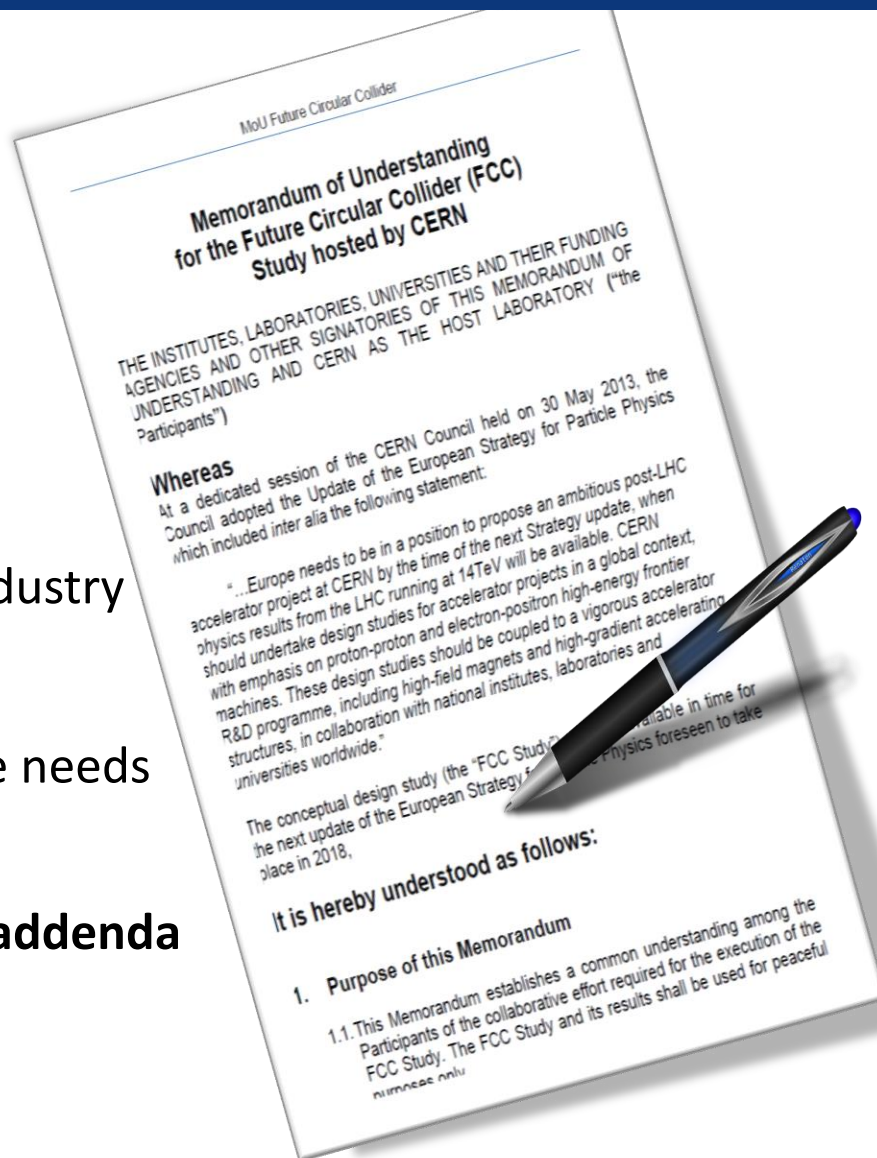 MoU Future Circular Collider
Memorandum of Understanding
for the Future Circular Collider (FCC)
Study hosted by CERN
THE INSTITUTES, LABORATORIES, UNIVERSITIES AND THEIR FUNDING
AGENCIES AND OTHER SIGNATORIES OF THIS MEMORANDUM OF
UNDERSTANDING AND CERN AS THE HOST LABORATORY ("the
Participants")
Whereas
At a dedicated session of the CERN Council held on 30 May 2013, the
Council adopted the Update of the European Strategy for Particle Physics
which included inter alia the following statement:
"...Europe needs to be in a position to propose an ambitious post-LHC
accelerator project at CERN by the time of the next Strategy update, when
physics results from the LHC running at 14TeV will be available. CERN
should undertake design studies for accelerator projects in a global context,
with emphasis on proton-proton and electron-positron high-energy frontier
machines. These design studies should be coupled to a vigorous accelerator
R&D programme, including high-field magnets and high-gradient accelerating
structures, in collaboration with national institutes, laboratories and
universities worldwide."
The conceptual design study (the "FCC Study") available in time for
the next update of the European Strategy Physics foreseen to take
place in 2018,
It is hereby understood as follows:
1. Purpose of this Memorandum
1.1. This Memorandum establishes a common understanding among the
Participants of the collaborative effort required for the execution of the
FCC Study. The FCC Study and its results shall be used for peaceful
purposes only
dustry
needs
addenda